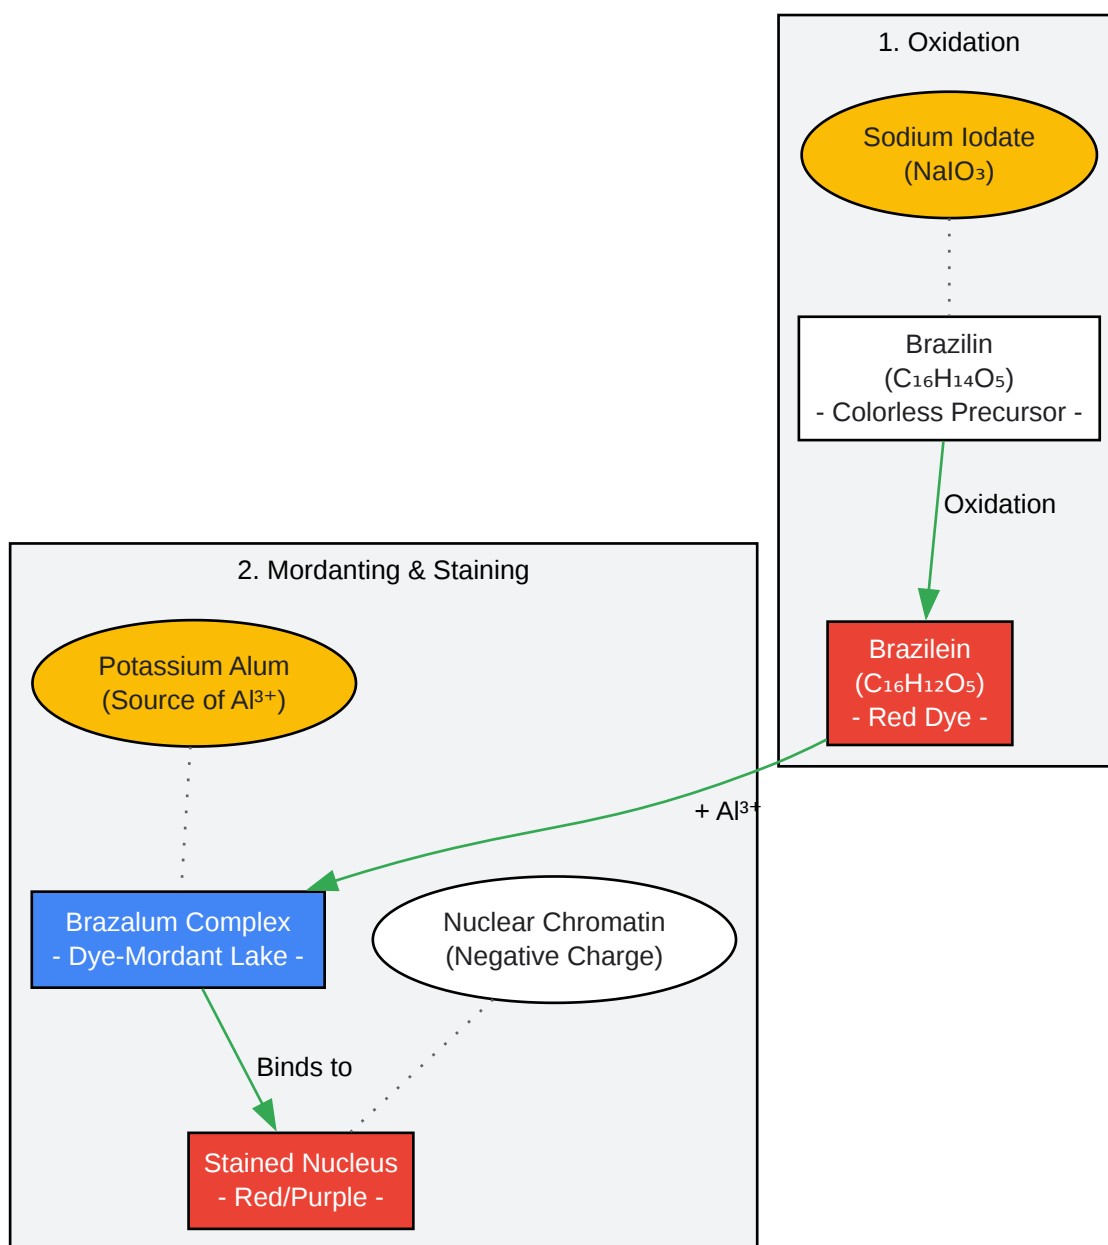 1. Oxidation
Sodium Iodate
(NaIO₃)
Brazilin
(C₁₆H₁₄O₅)
- Colorless Precursor -
Oxidation
Brazilein
(C₁₆H₁₂O₅)
- Red Dye -
2. Mordanting & Staining
Potassium Alum
(Source of Al³⁺)
+ Al³⁺
Brazalum Complex
- Dye-Mordant Lake -
Nuclear Chromatin
(Negative Charge)
Binds to
Stained Nucleus
- Red/Purple -